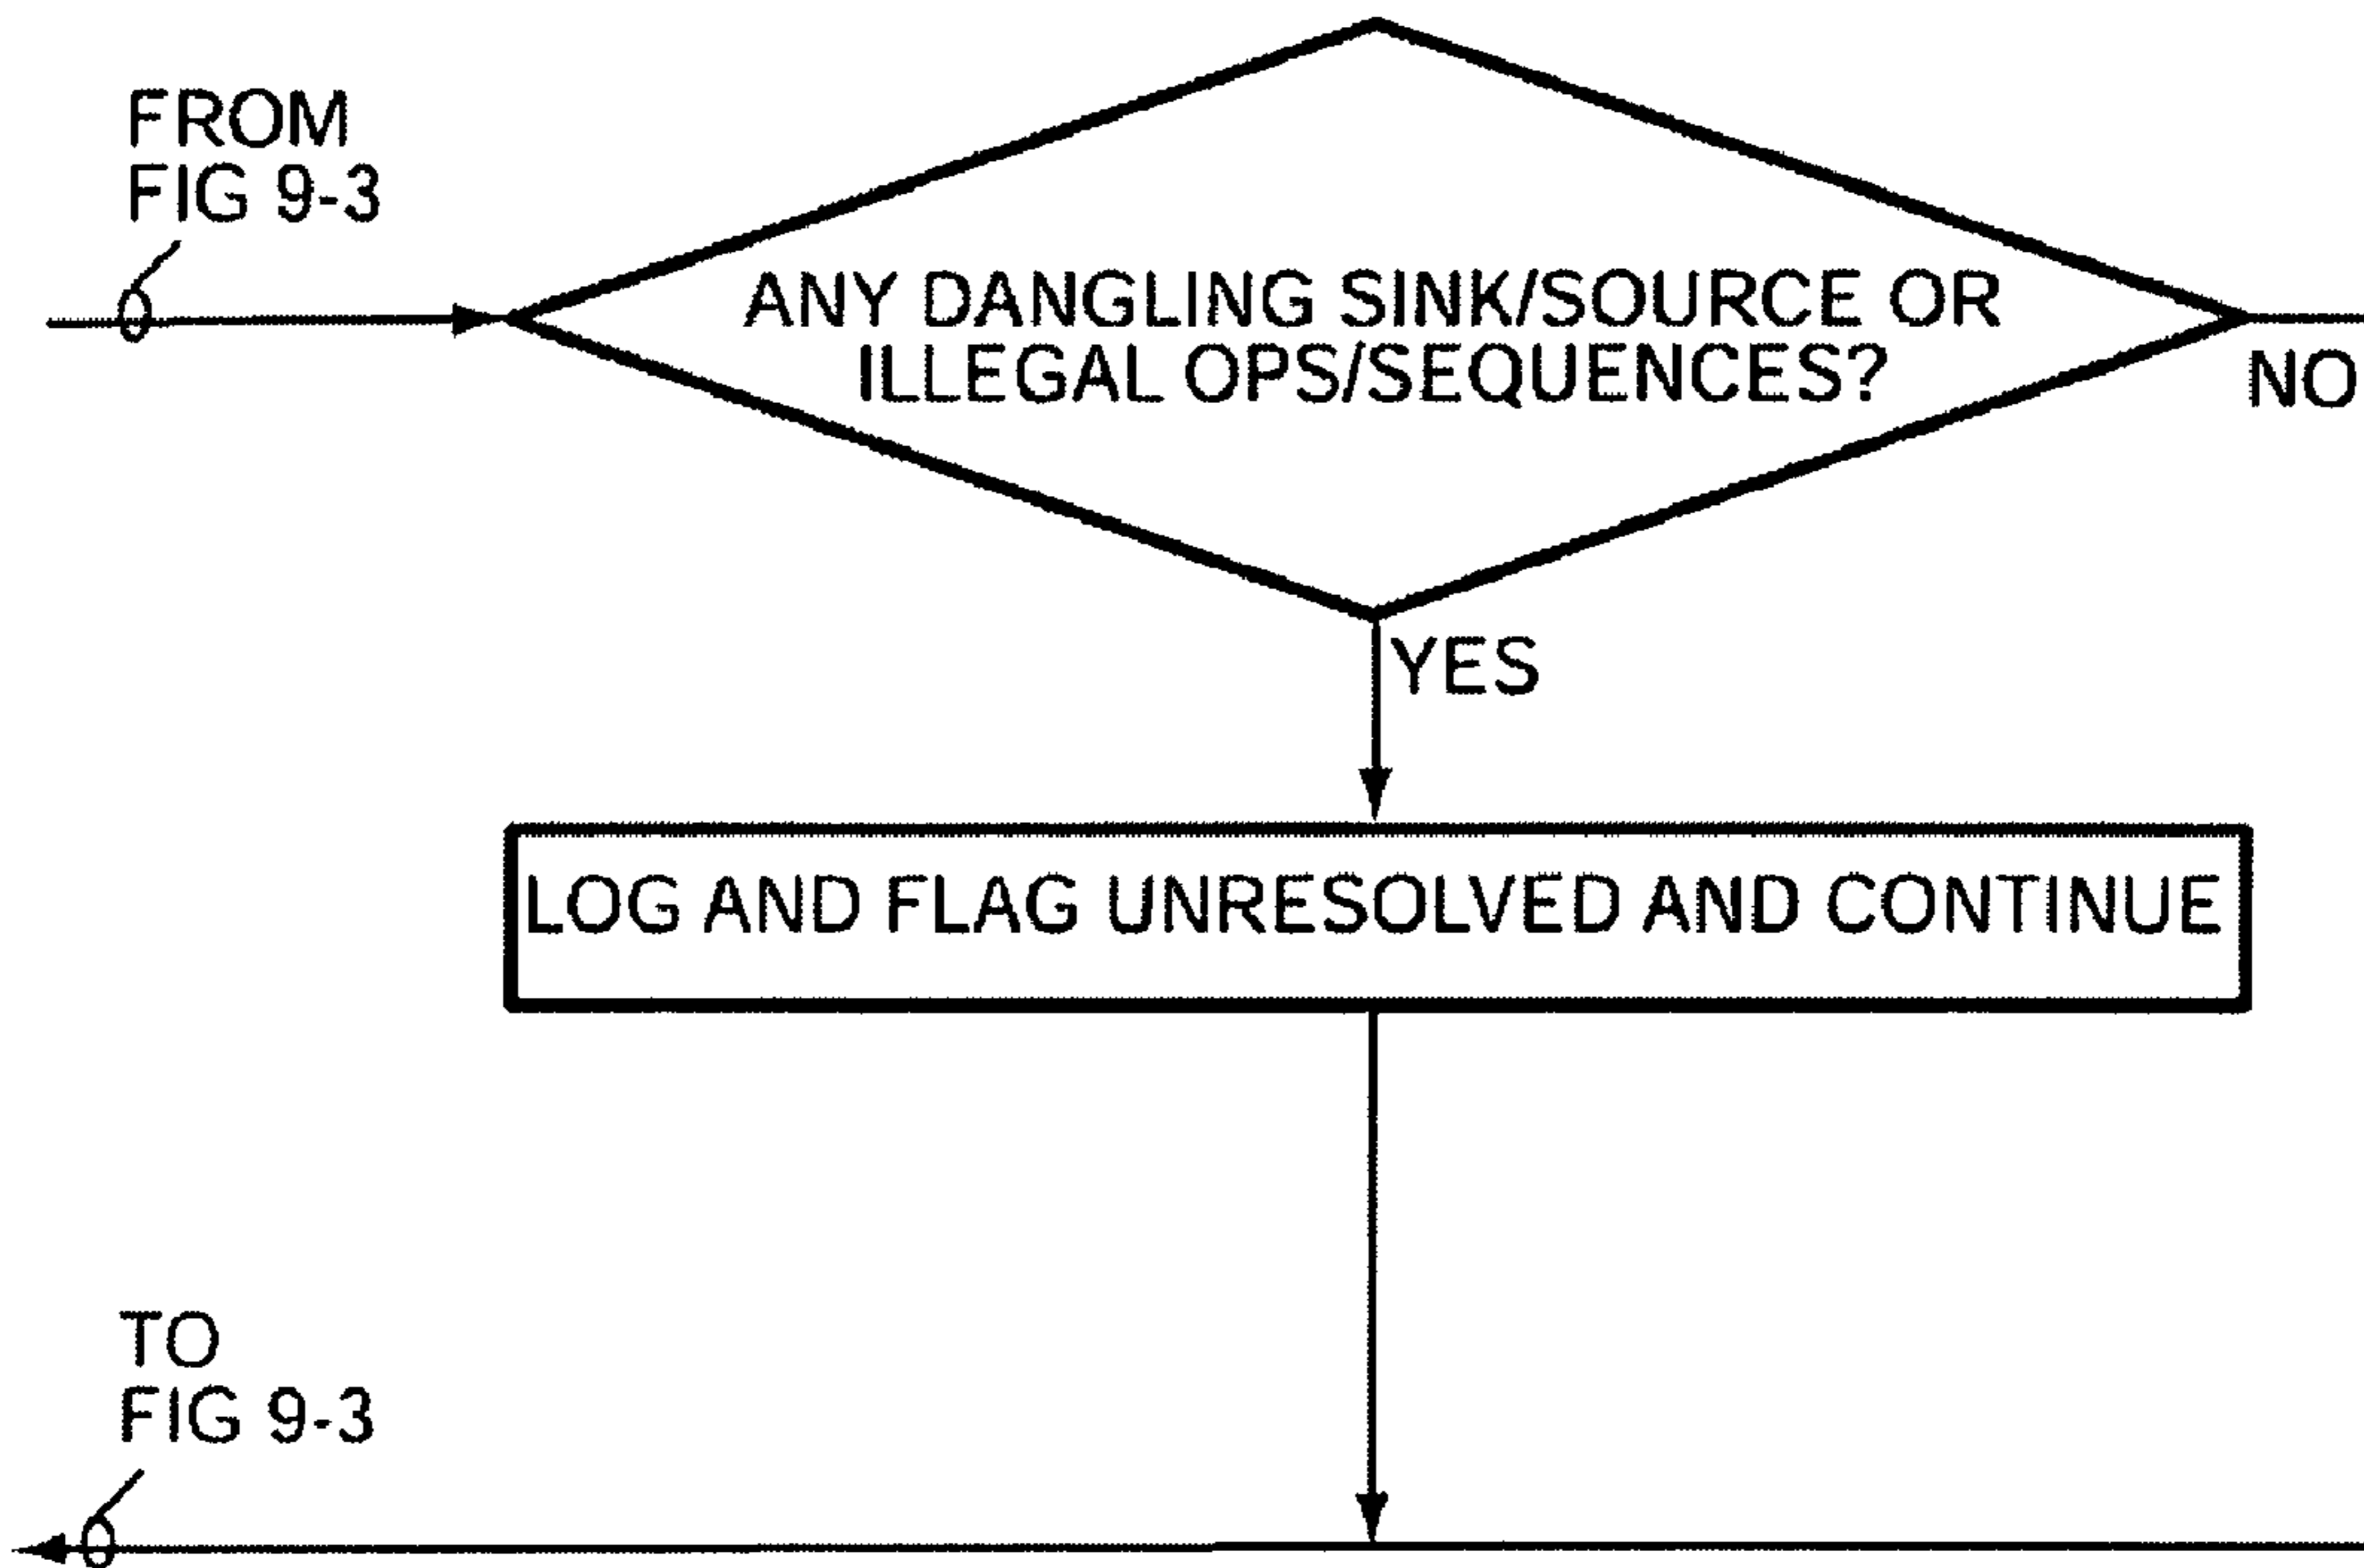 FROM
FIG 9-3
ANY DANGLING SINK/SOURCE OR
ILLEGAL OPS/SEQUENCES?
NO
YES
LOG AND FLAG UNRESOLVED AND CONTINUE
TO
FIG 9-3